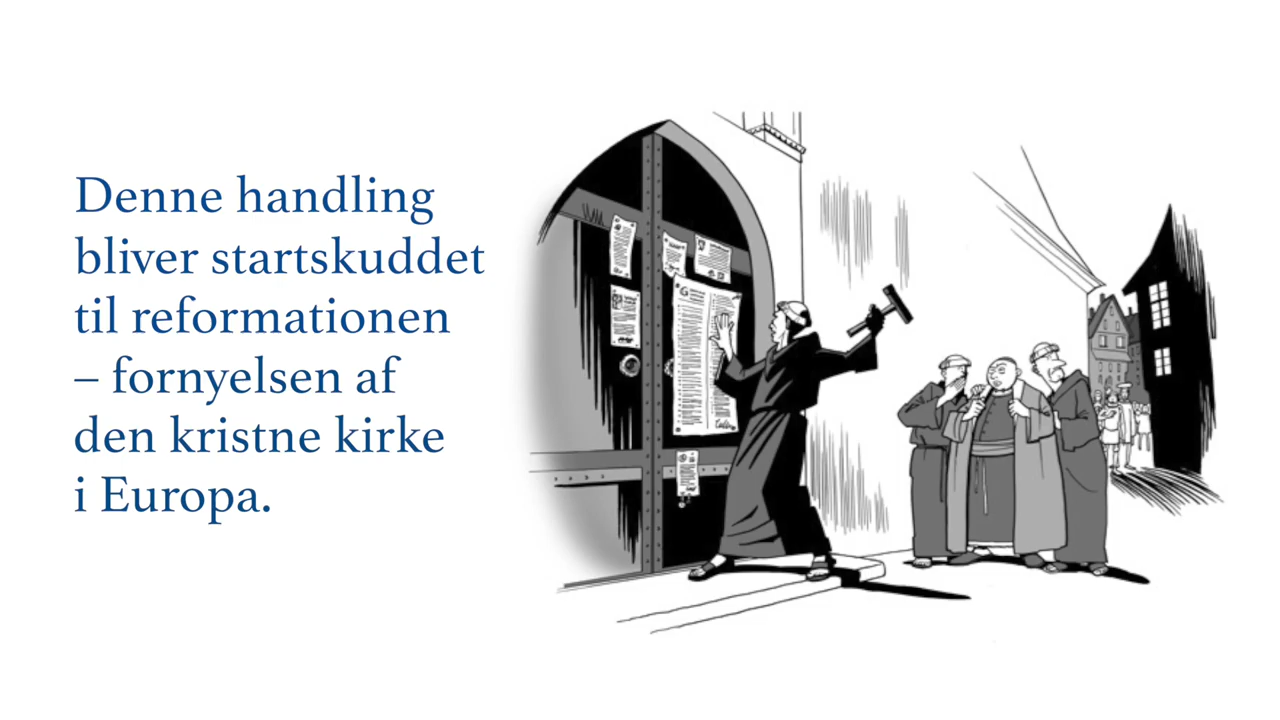 Denne handling
bliver startskuddet
til reformationen
– fornyelsen af
den kristne kirke
i Europa.